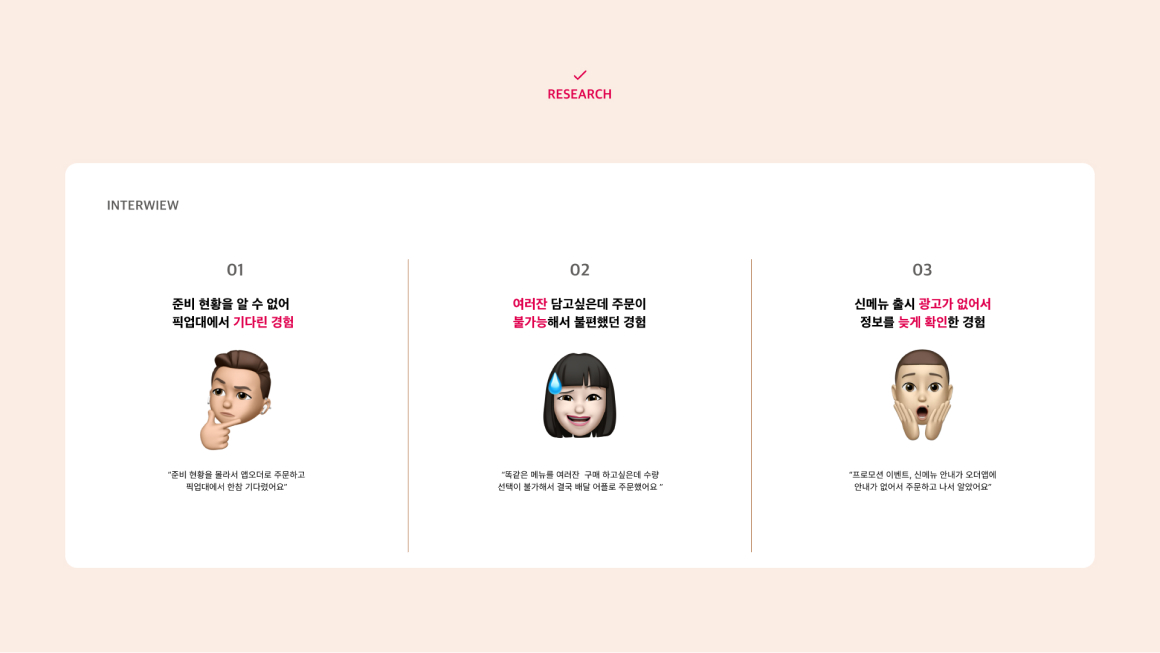 RESEARCH
INTERWIEW
01
준비 현황을 알 수 없어
픽업대에서 기다린 경험
"준비 현황을 몰라서 앱오더로 주문하고
픽업대에서 한참 기다렸어요"
02
여러잔 담고싶은데 주문이
불가능해서 불편했던 경험
"똑같은 메뉴를 여러잔 구매 하고싶은데 수량
선택이 불가해서 결국 배달 어플로 주문했어요 "
03
신메뉴 출시 광고가 없어서
정보를 늦게 확인한 경험
"프로모션 이벤트, 신메뉴 안내가 오더앱에
안내가 없어서 주문하고 나서 알았어요"